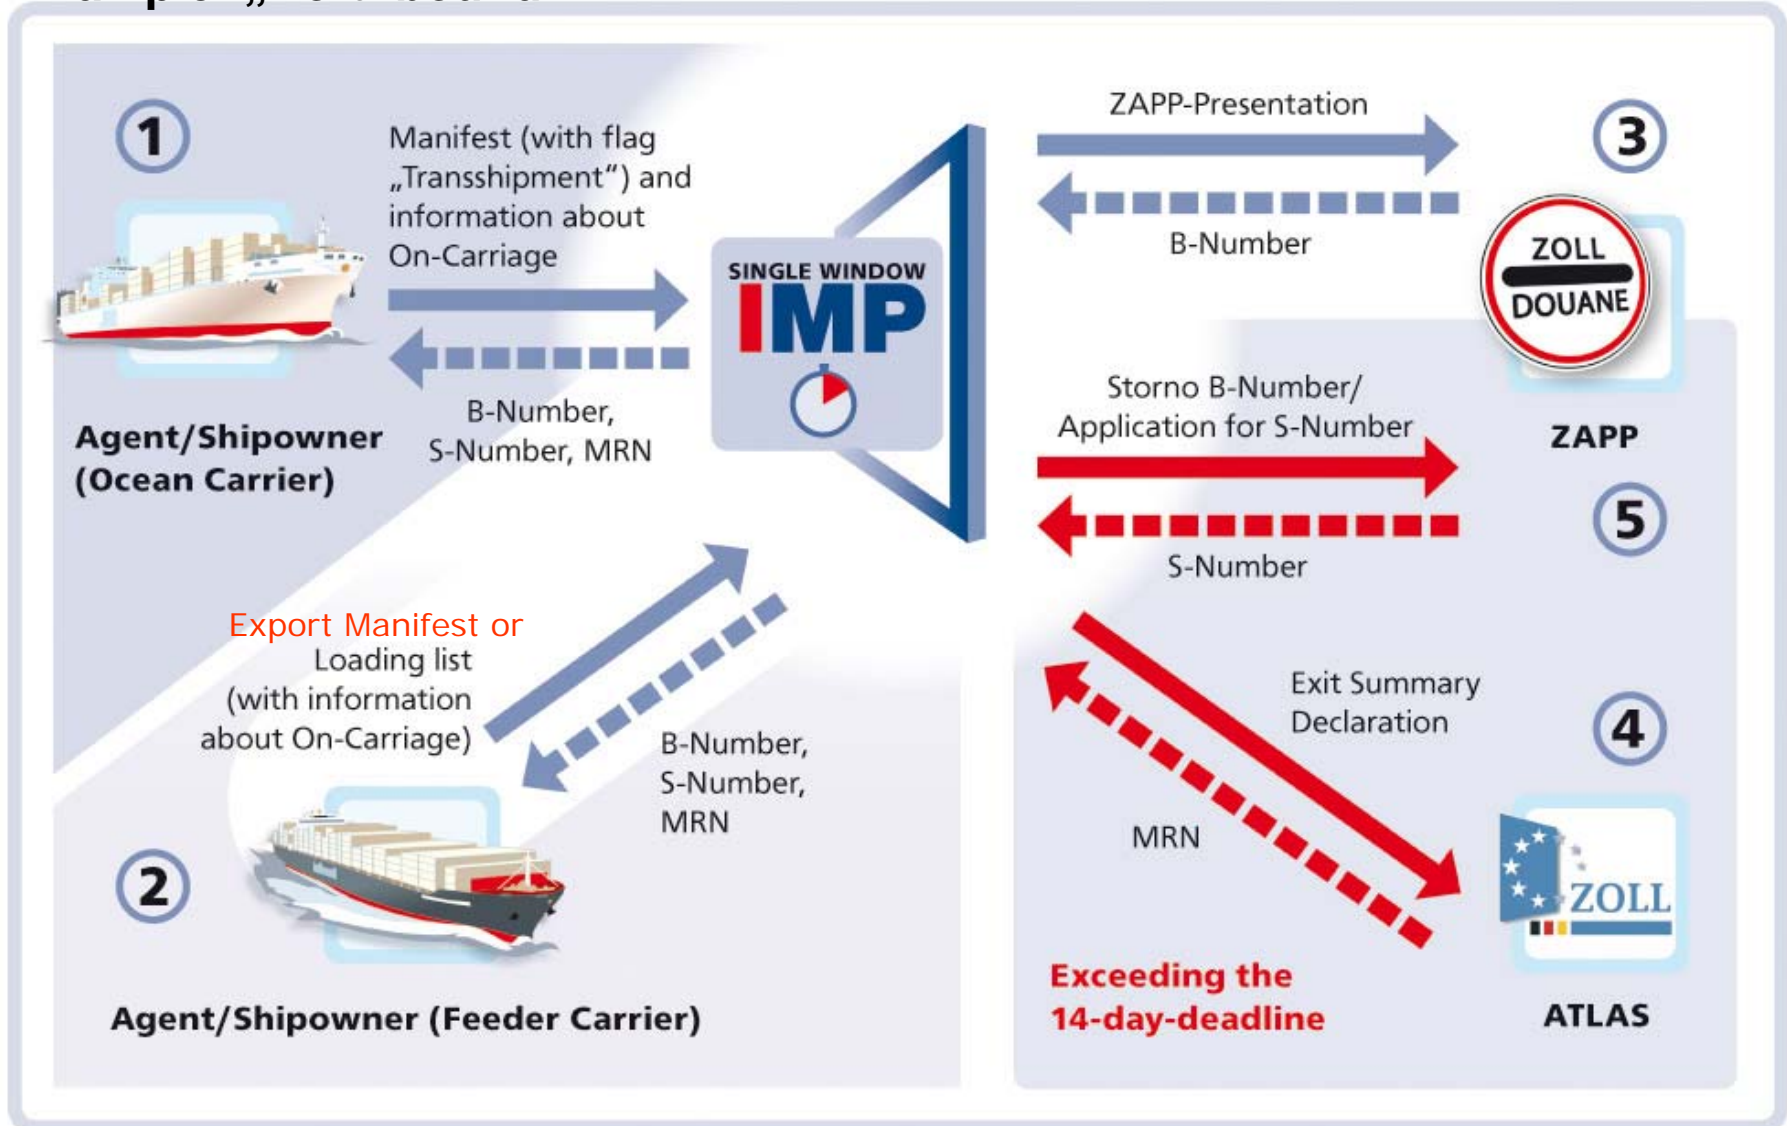 1
Manifest (with flag
„Transshipment“) and
information about
On-Carriage
B-Number,
S-Number, MRN
Agent/Shipowner
(Ocean Carrier)
SINGLE WINDOW
IMP
ZAPP-Presentation
B-Number
3
ZOLL
DOUANE
ZAPP
Storno B-Number/
Application for S-Number
S-Number
5
Export Manifest or
Loading list
(with information
about On-Carriage)
B-Number,
S-Number,
MRN
2
Agent/Shipowner (Feeder Carrier)
Exit Summary
Declaration
MRN
4
ZOLL
ATLAS
Exceeding the
14-day-deadline